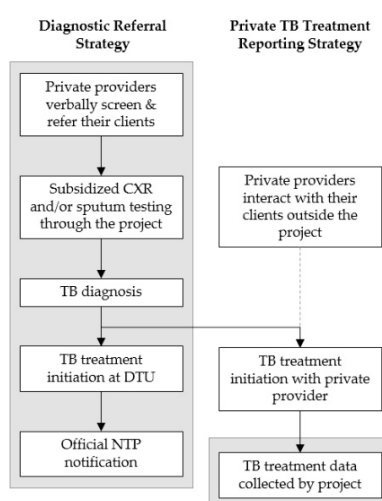 Diagnostic Referral
Strategy
Private providers
verbally screen &
refer their clients
Subsidized CXR
and/or sputum testing
through the project
TB diagnosis
TB treatment
initiation at DTU
Official NTP
notification
Private TB Treatment
Reporting Strategy
Private providers
interact with their
clients outside the
project
TB treatment
initiation with private
provider
TB treatment data
collected by project